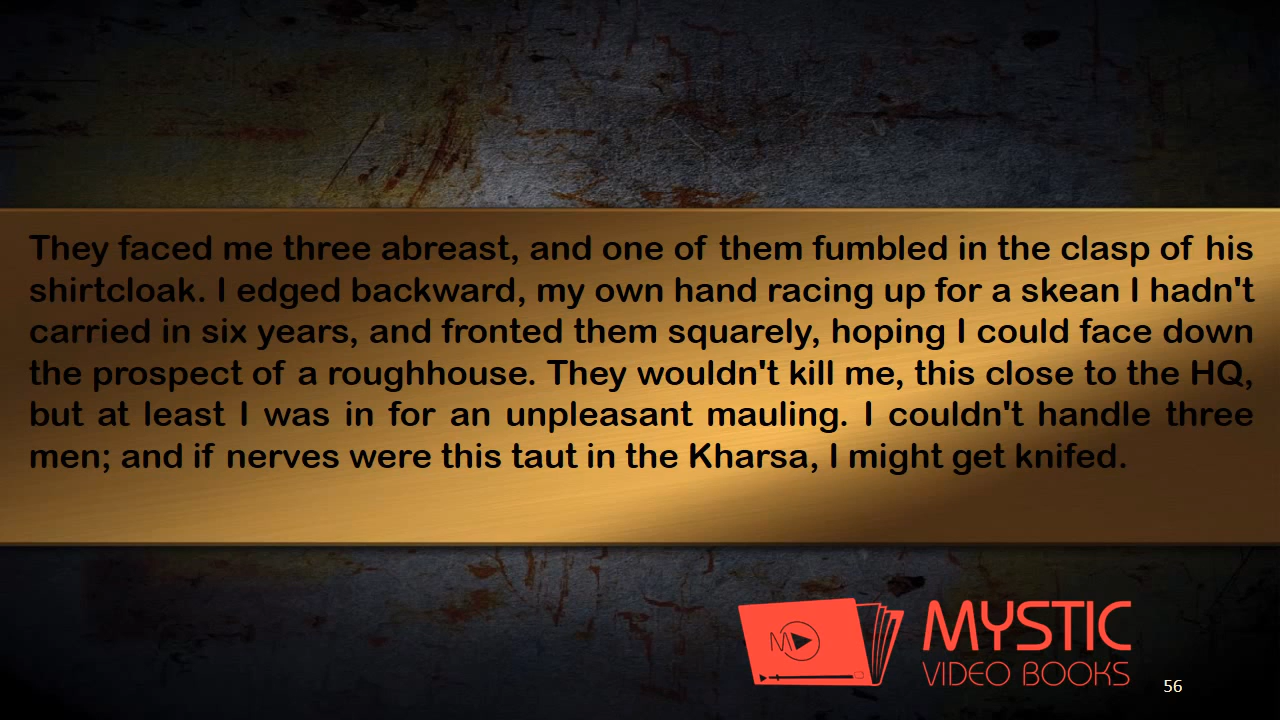 They faced me three abreast, and one of them fumbled in the clasp of his
shirtcloak. I edged backward, my own hand racing up for a skean I hadn't
carried in six years, and fronted them squarely, hoping I could face down
the prospect of a roughhouse. They wouldn't kill me, this close to the HQ,
but at least I was in for an unpleasant mauling. I couldn't handle three
men; and if nerves were this taut in the Kharsa, I might get knifed.
M
MYSTIC
VIDEO BOOKS
56